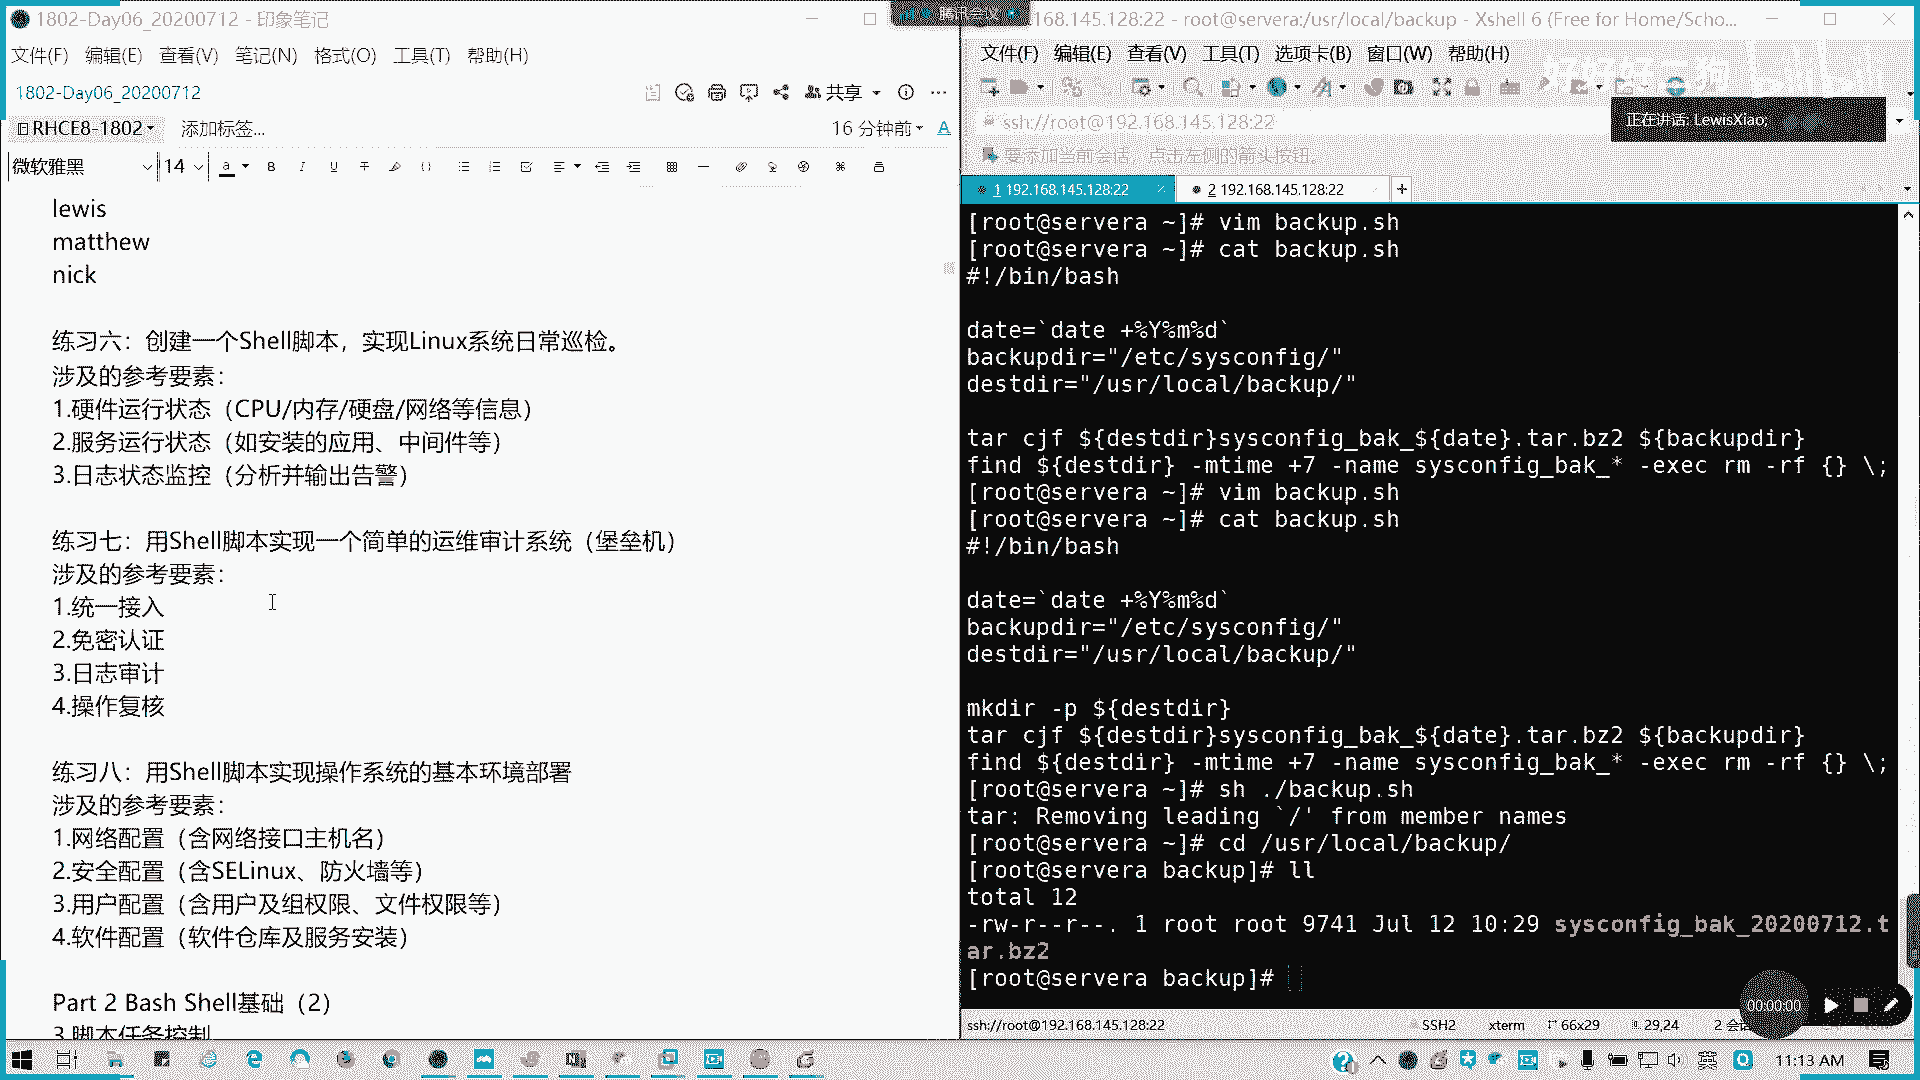 1802-Day06_20200712 - 印象笔记
文件(F) 编辑(E) 查看(V) 笔记(N) 格式(O) 工具(T) 帮助(H)
1802-Day06_20200712
共享
RHCE8-1802
添加标签...
16 分钟前
微软雅黑
14
lewis
matthew
nick
练习六：创建一个Shell脚本，实现Linux系统日常巡检。
涉及的参考要素：
1.硬件运行状态（CPU/内存/硬盘/网络等信息）
2.服务运行状态（如安装的应用、中间件等）
3.日志状态监控（分析并输出告警）
练习七：用Shell脚本实现一个简单的运维审计系统（堡垒机）
涉及的参考要素：
1.统一接入
2.免密认证
3.日志审计
4.操作复核
练习八：用Shell脚本实现操作系统的基本环境部署
涉及的参考要素：
1.网络配置（含网络接口主机名）
2.安全配置（含SELinux、防火墙等）
3.用户配置（含用户及组权限、文件权限等）
4.软件配置（软件仓库及服务安装）
Part 2 Bash Shell基础（2）
3.脚本任务控制
腾讯会议
168.145.128:22 - root@servera:/usr/local/backup - Xshell 6 (Free for Home/Scho...
文件(F) 编辑(E) 查看(V) 工具(T) 选项卡(B) 窗口(W) 帮助(H)
ssh://root@192.168.145.128:22
正在讲话: LewisXiao;
要添加当前会话，点击左侧的箭头按钮。
1 192.168.145.128:22
2 192.168.145.128:22
[root@servera ~]# vim backup.sh
[root@servera ~]# cat backup.sh
#!/bin/bash
date=`date +%Y%m%d`
backupdir="/etc/sysconfig/"
destdir="/usr/local/backup/"
tar cjf ${destdir}sysconfig_bak_${date}.tar.bz2 ${backupdir}
find ${destdir} -mtime +7 -name sysconfig_bak_* -exec rm -rf {} \;
[root@servera ~]# vim backup.sh
[root@servera ~]# cat backup.sh
#!/bin/bash
date=`date +%Y%m%d`
backupdir="/etc/sysconfig/"
destdir="/usr/local/backup/"
mkdir -p ${destdir}
tar cjf ${destdir}sysconfig_bak_${date}.tar.bz2 ${backupdir}
find ${destdir} -mtime +7 -name sysconfig_bak_* -exec rm -rf {} \;
[root@servera ~]# sh ./backup.sh
tar: Removing leading `/' from member names
[root@servera ~]# cd /usr/local/backup/
[root@servera backup]# ll
total 12
-rw-r--r--. 1 root root 9741 Jul 12 10:29 sysconfig_bak_20200712.t
ar.bz2
[root@servera backup]#
00:00:00
ssh://root@192.168.145.128:22
SSH2
xterm
66x29
29,24
2 会话
英
11:13 AM